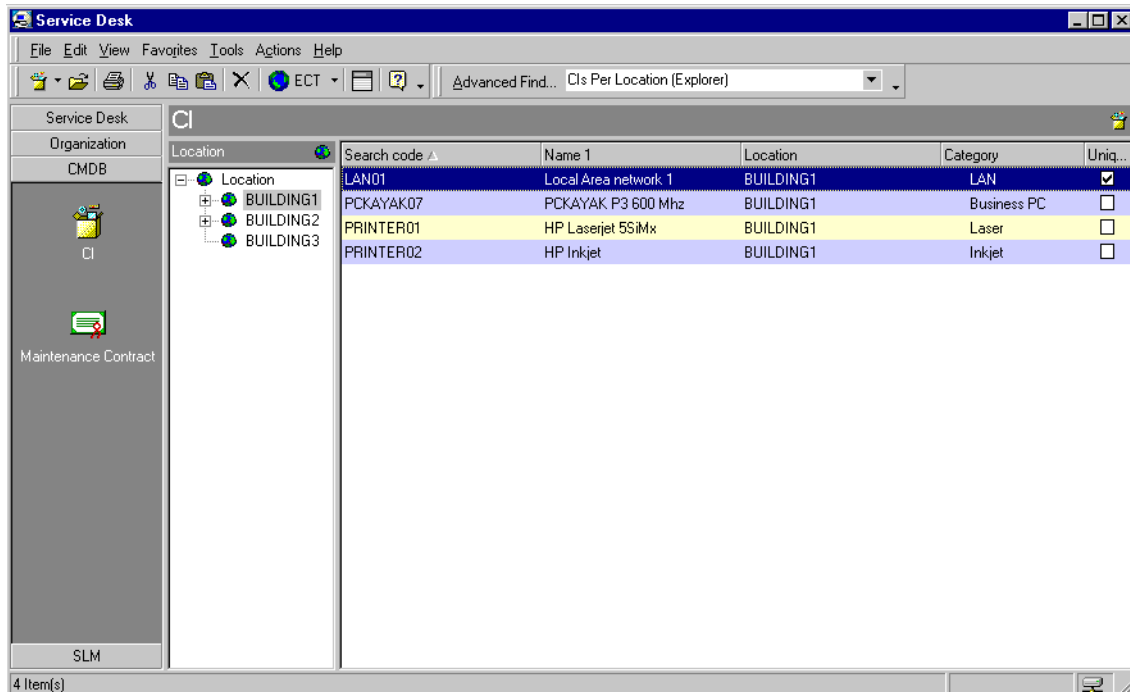 Service Desk
File Edit View Favorites Tools Actions Help
ECT Advanced Find... CIs Per Location (Explorer)
Service Desk
Organization
CMDB
CI
Maintenance Contract
SLM
CI
Location
Location
BUILDING1
BUILDING2
BUILDING3
Search code Name 1 Location Category Uniq...
LAN01 Local Area network 1 BUILDING1 LAN
PCKAYAK07 PCKAYAK P3 600 Mhz BUILDING1 Business PC
PRINTER01 HP Laserjet 5SiMx BUILDING1 Laser
PRINTER02 HP Inkjet BUILDING1 Inkjet
4 Item(s)